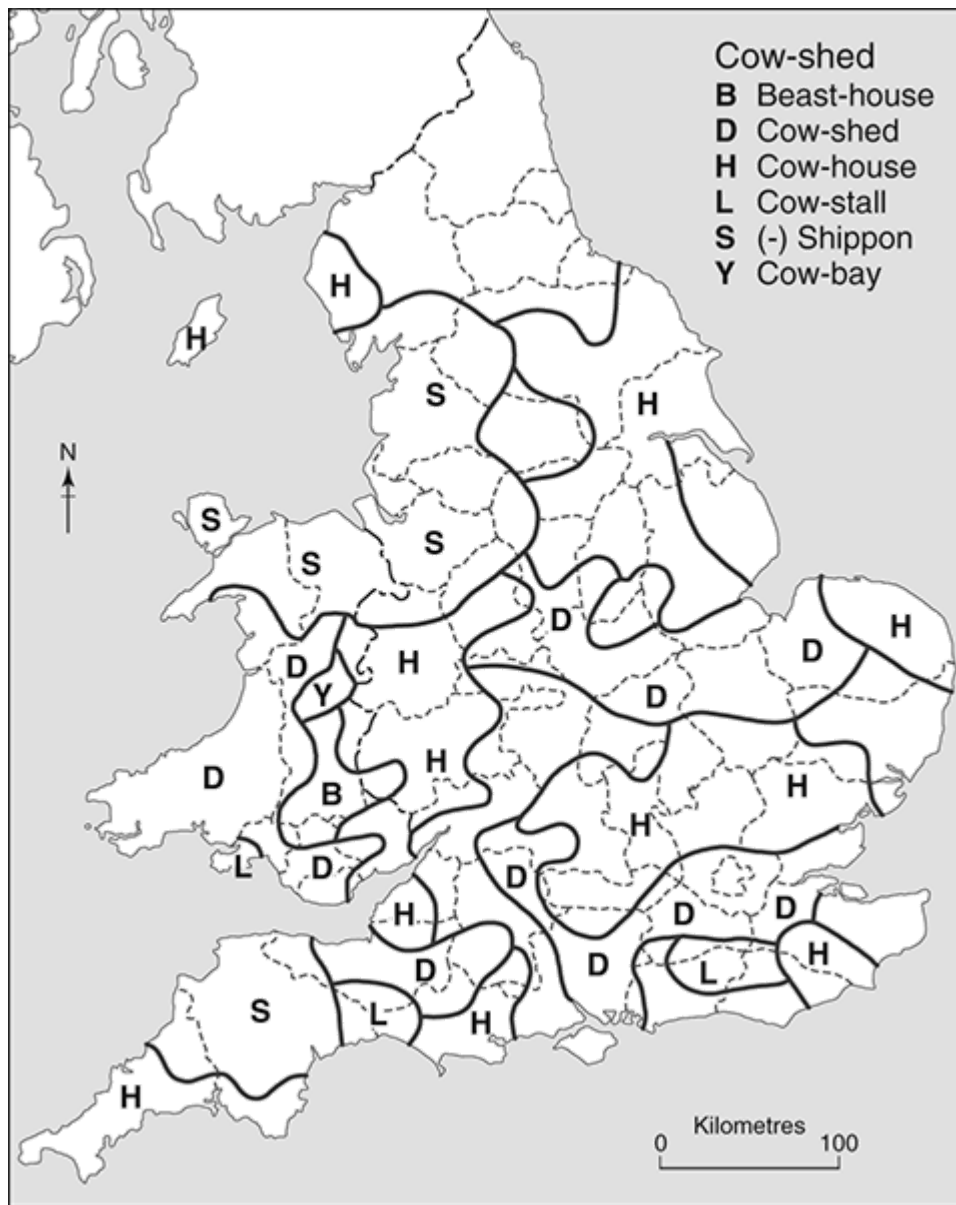 Cow-shed
B Beast-house
D Cow-shed
H Cow-house
L Cow-stall
S (-) Shippon
Y Cow-bay
H
H
S
H
N
S
S
S
D
H
D
D
H
D
Y
D
H
D
B
H
H
L
D
D
D
D
H
D
D
H
L
S
L
H
H
Kilometres
0 100